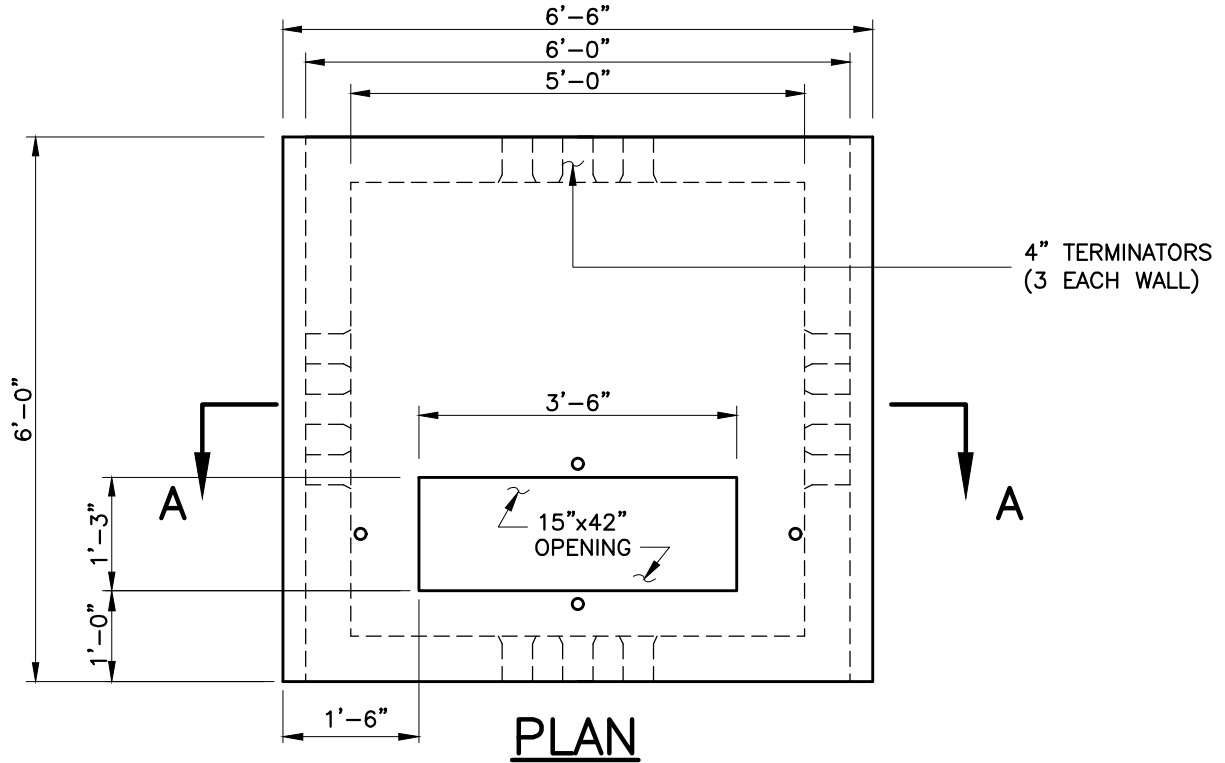 6'-6"
6'-0"
5'-0"
4" TERMINATORS
(3 EACH WALL)
6'-0"
3'-6"
A
A
1'-3"
15"x42"
OPENING
1'-0"
1'-6"
PLAN